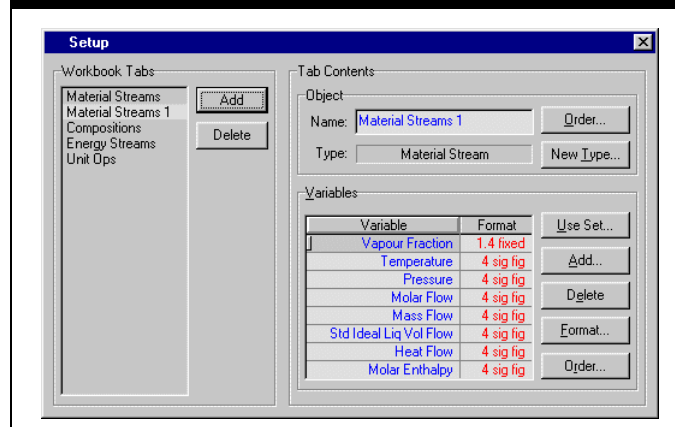 Setup
Workbook Tabs
Material Streams
Material Streams 1
Compositions
Energy Streams
Unit Ops
Add
Delete
Tab Contents
Object
Name: Material Streams 1 Order...
Type: Material Stream New Type...
Variables
Variable Format
Vapour Fraction 1.4 fixed
Temperature 4 sig fig
Pressure 4 sig fig
Molar Flow 4 sig fig
Mass Flow 4 sig fig
Std Ideal Liq Vol Flow 4 sig fig
Heat Flow 4 sig fig
Molar Enthalpy 4 sig fig
Use Set...
Add...
Delete
Format...
Order...